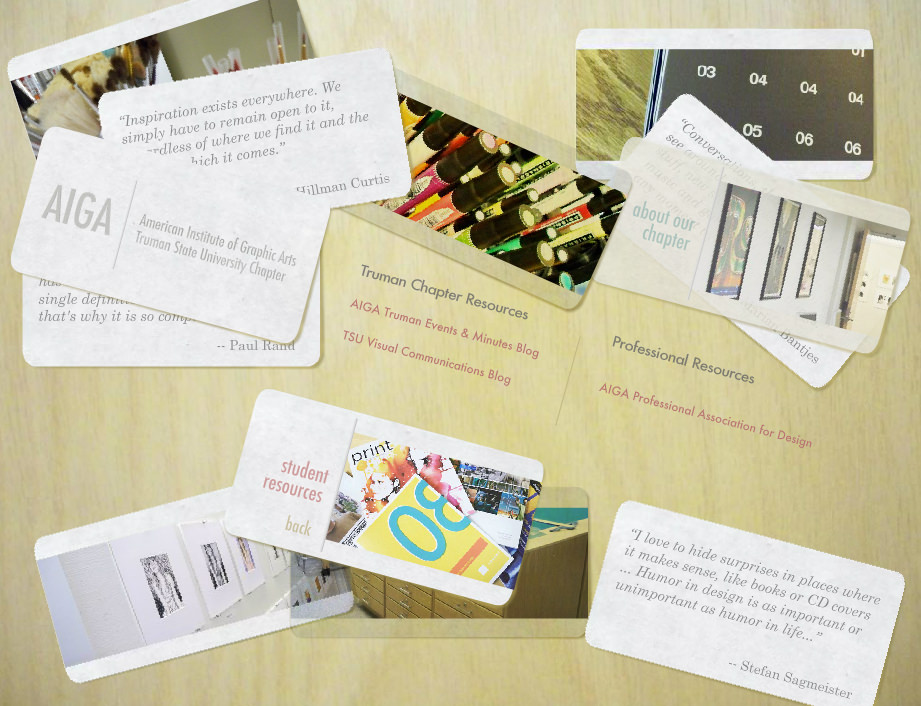 "Inspiration exists everywhere. We
simply have to remain open to it,
of where we find it and the
which it comes."
Hillman Curtis
AIGA
American Institute of Graphic Arts
Truman State University Chapter
single
that's why it is so
-- Paul Rand
03 04 04 04
05 06 06
"Conversati
see
about our
chapter
Bantjes
Truman Chapter Resources
AIGA Truman Events & Minutes Blog
TSU Visual Communications Blog
Professional Resources
AIGA Professional Association for Design
student
resources
back
print
08
"I love to hide surprises in places where
it makes sense, like books or CD covers
... Humor in design is as important or
unimportant as humor in life..."
-- Stefan Sagmeister